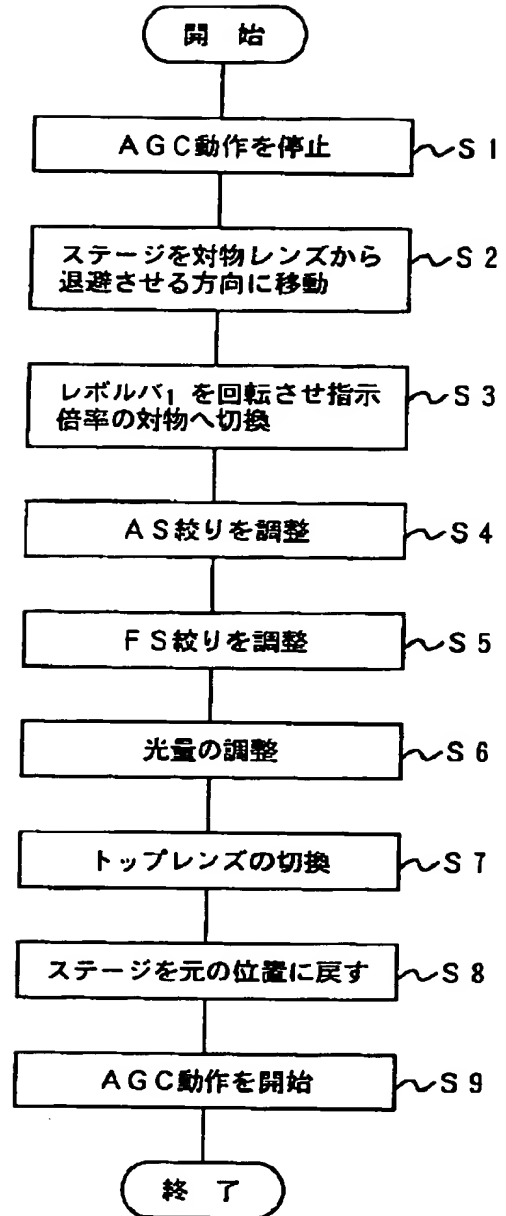 開 始
AGC動作を停止 S1
ステージを対物レンズから
退避させる方向に移動 S2
レボルバ1 を回転させ指示
倍率の対物へ切換 S3
AS絞りを調整 S4
FS絞りを調整 S5
光量の調整 S6
トップレンズの切換 S7
ステージを元の位置に戻す S8
AGC動作を開始 S9
終 了